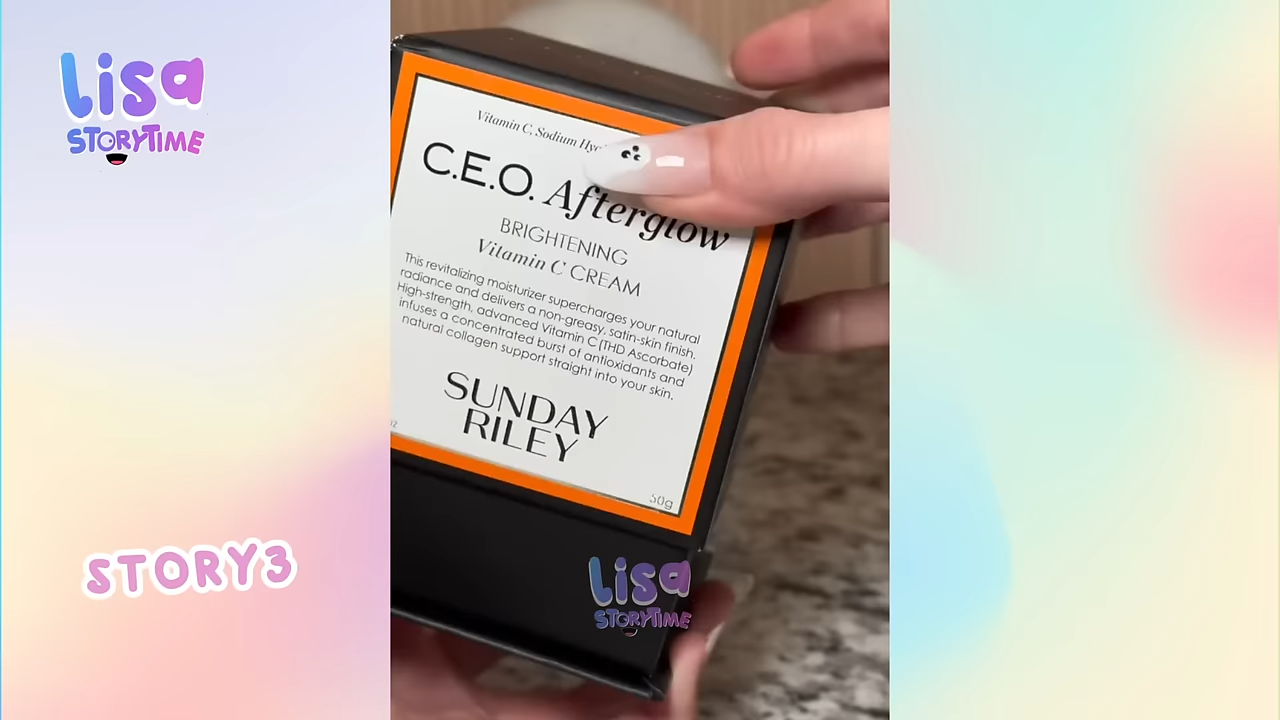 Lisa
STORYTIME
Vitamin C, Sodium
C.E.O. Afterglow
BRIGHTENING
Vitamin C CREAM
This revitalizing moisturizer supercharges your natural
radiance and delivers a non-greasy, satin-skin finish.
High-strength, advanced Vitamin C (THD Ascorbate)
infuses a concentrated burst of antioxidants and
natural collagen support straight into your skin.
SUNDAY
RILEY
50g
Lisa
STORYTIME
STORY3